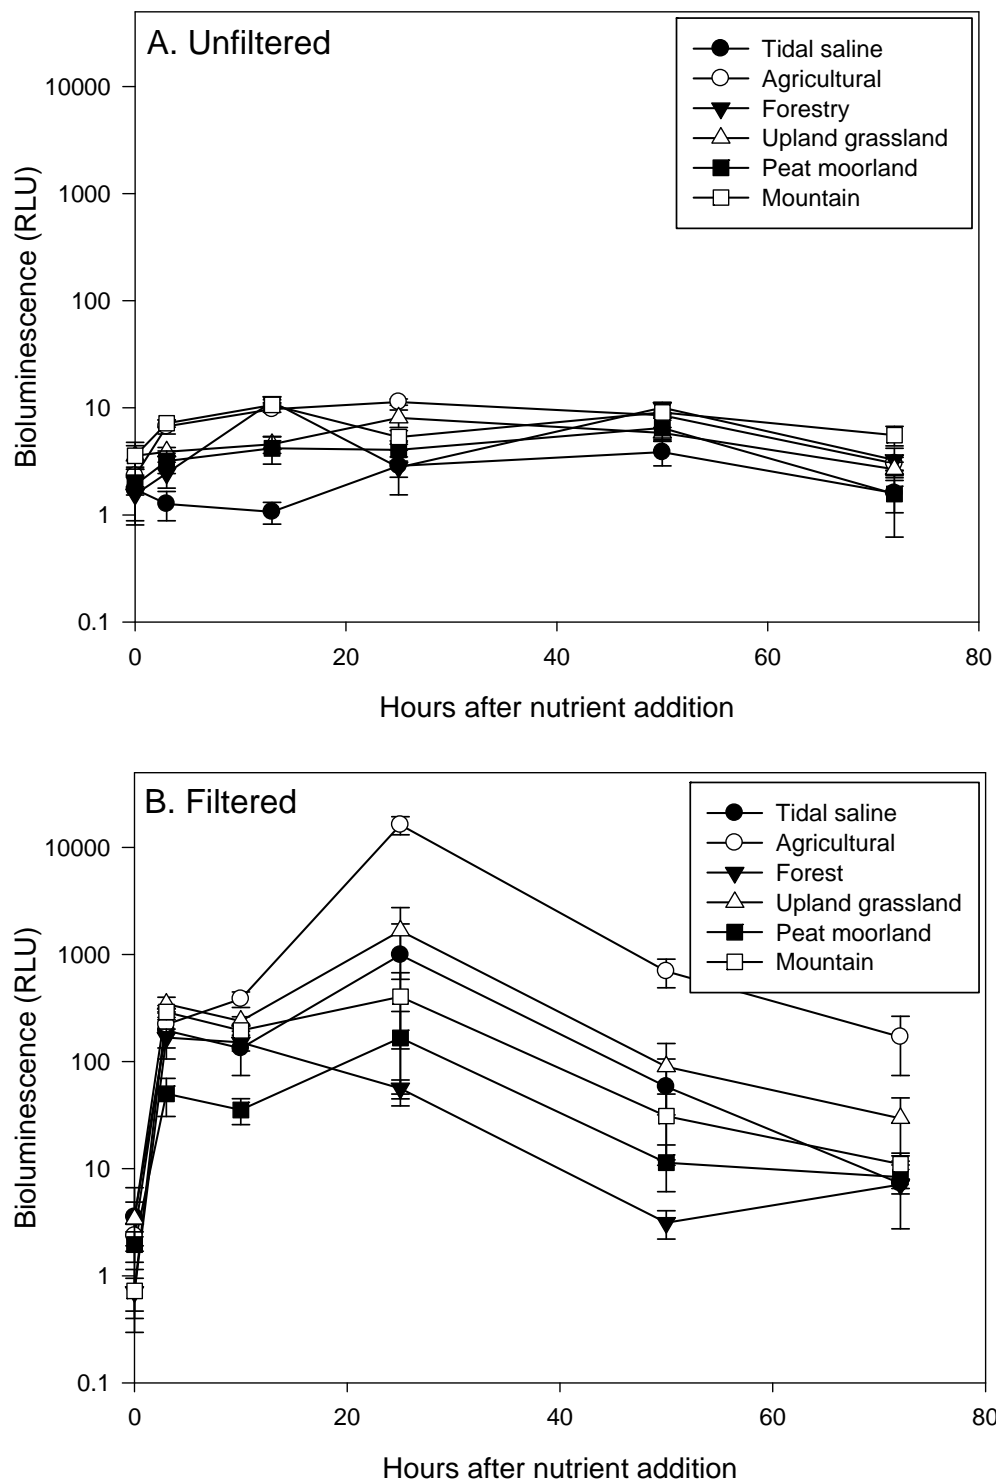 A. Unfiltered
Tidal saline
Agricultural
Forestry
Upland grassland
Peat moorland
Mountain
Bioluminescence (RLU)
10000
1000
100
10
1
0.1
0
20
40
60
80
Hours after nutrient addition
B. Filtered
Tidal saline
Agricultural
Forest
Upland grassland
Peat moorland
Mountain
Bioluminescence (RLU)
10000
1000
100
10
1
0.1
0
20
40
60
80
Hours after nutrient addition